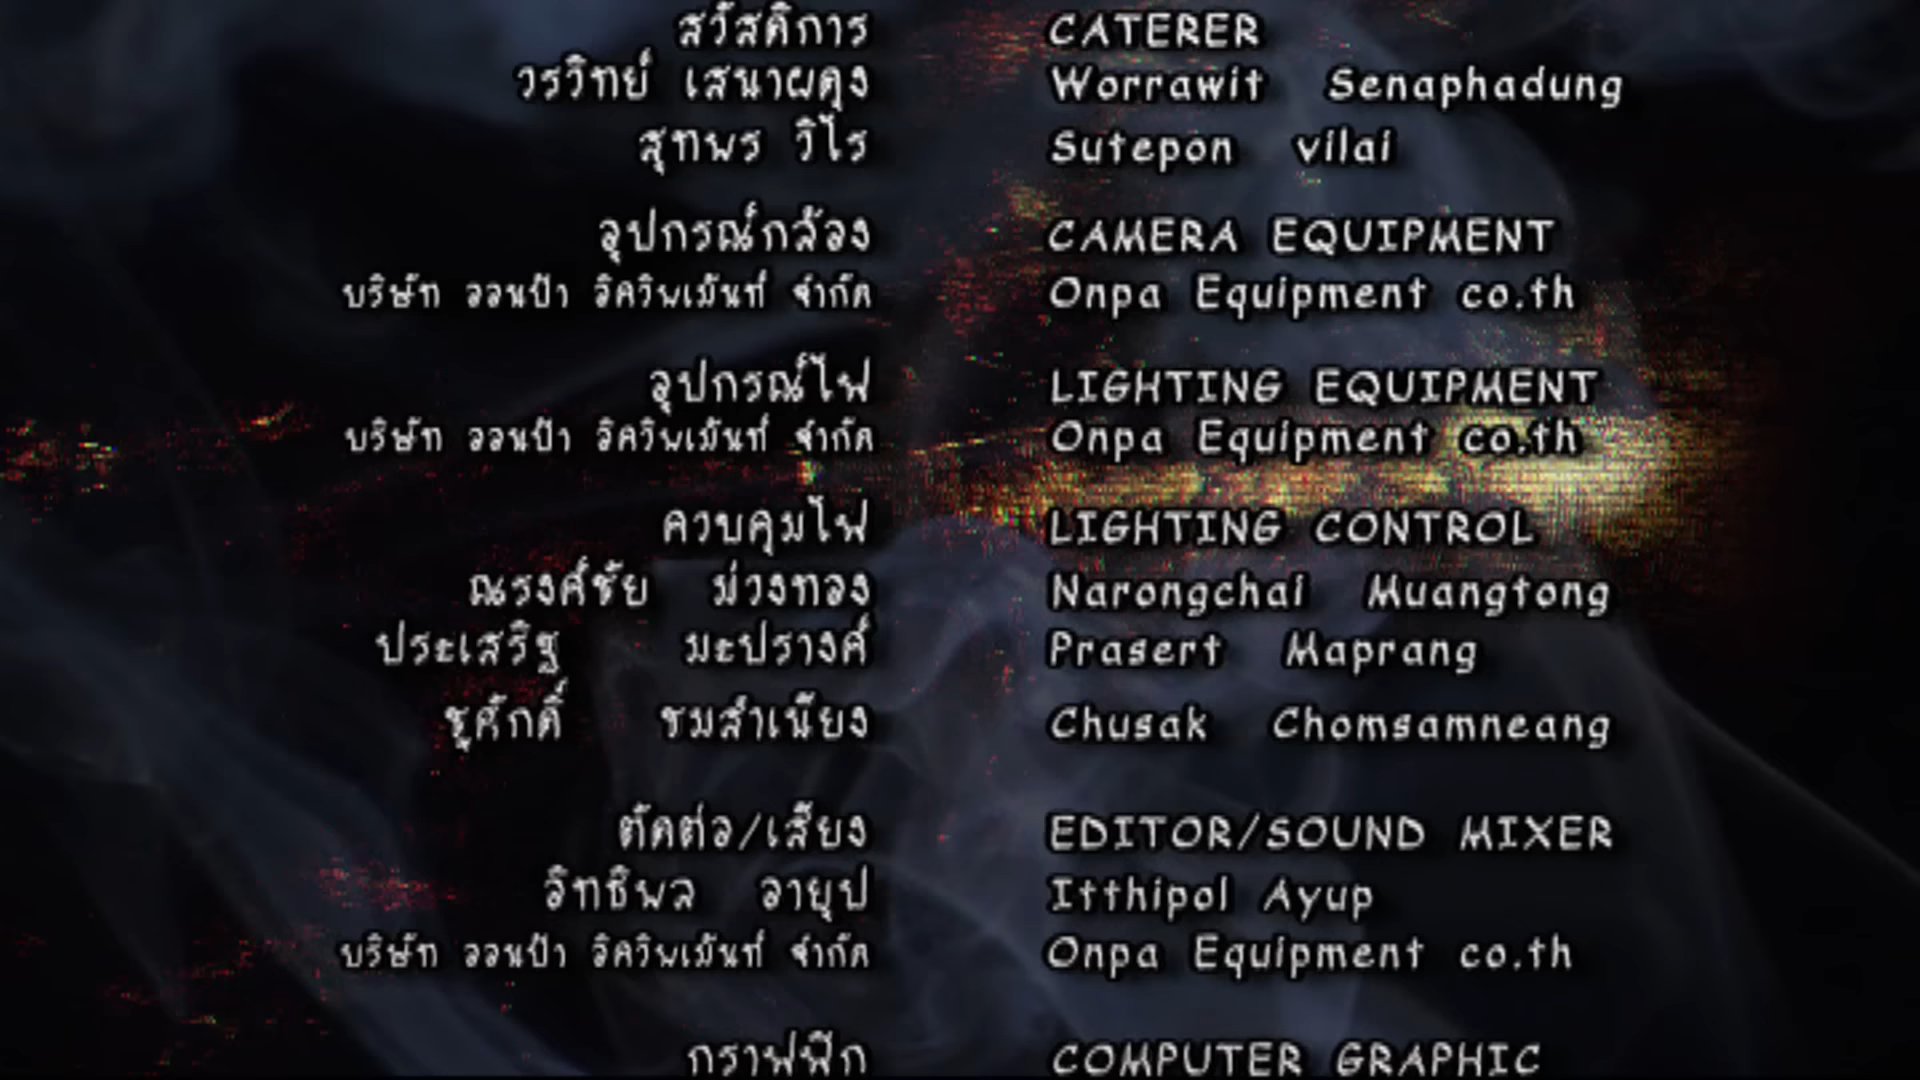 สวัสดิการ CATERER
วรวิทย์ เสนาผดุง Worrawit Senaphadung
สุทพร วิไร Sutepon vilai
อุปกรณ์กล้อง CAMERA EQUIPMENT
บริษัท ออนป้า อิควิพเม้นท์ จำกัด Onpa Equipment co.th
อุปกรณ์ไฟ LIGHTING EQUIPMENT
บริษัท ออนป้า อิควิพเม้นท์ จำกัด Onpa Equipment co.th
ควบคุมไฟ LIGHTING CONTROL
ณรงค์ชัย ม่วงทอง Narongchai Muangtong
ประเสริฐ มะปรางค์ Prasert Maprang
ชูศักดิ์ ชมสำเนียง Chusak Chomsamneang
ตัดต่อ/เสียง EDITOR/SOUND MIXER
อิทธิพล อายุป Itthipol Ayup
บริษัท ออนป้า อิควิพเม้นท์ จำกัด Onpa Equipment co.th
กราฟฟิก COMPUTER GRAPHIC